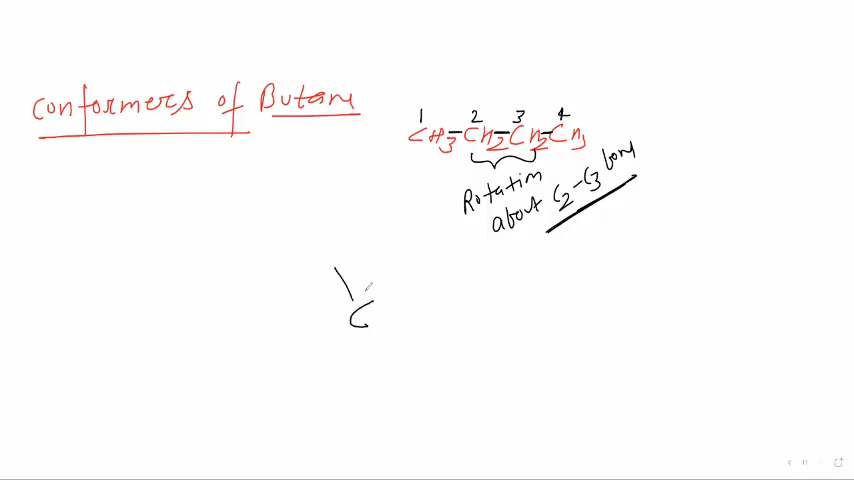 Conformers of Butane
1 2 3 4
CH3-CH2-CH2-CH3
Rotation
about C2-C3 bond
C